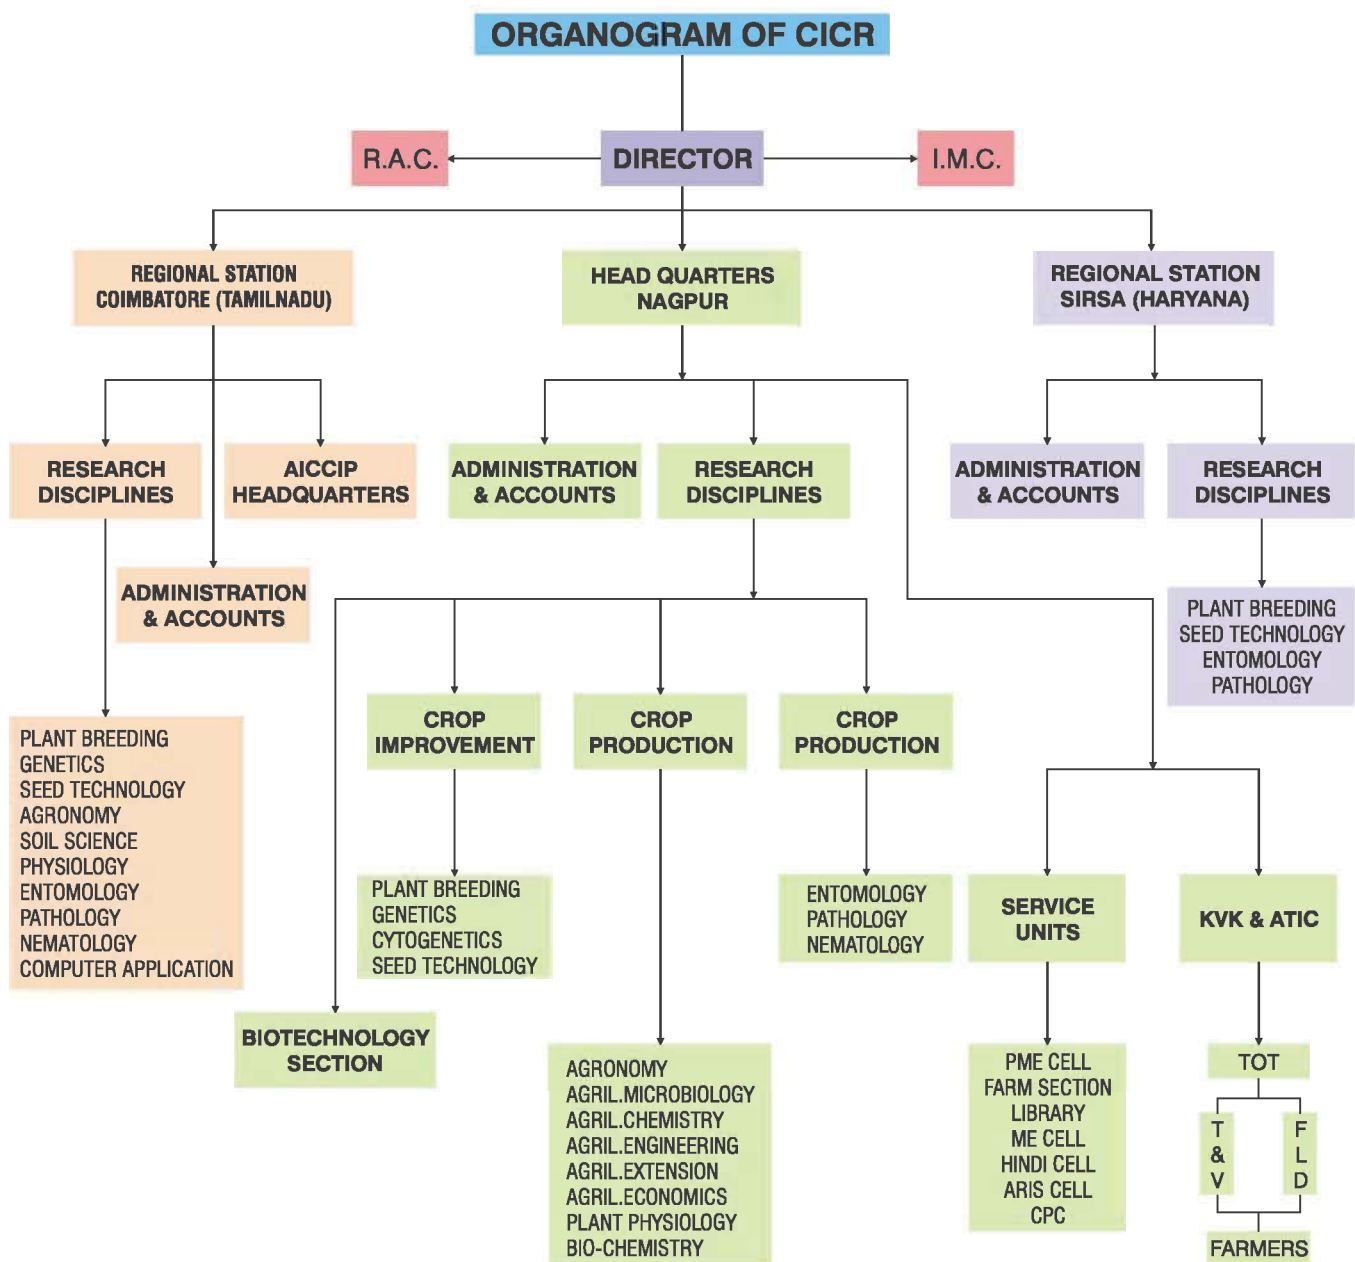 ORGANOGRAM OF CICR
R.A.C.
DIRECTOR
I.M.C.
REGIONAL STATION
COIMBATORE (TAMILNADU)
HEAD QUARTERS
NAGPUR
REGIONAL STATION
SIRSA (HARYANA)
RESEARCH
DISCIPLINES
AICCIP
HEADQUARTERS
ADMINISTRATION
& ACCOUNTS
RESEARCH
DISCIPLINES
ADMINISTRATION
& ACCOUNTS
RESEARCH
DISCIPLINES
ADMINISTRATION
& ACCOUNTS
PLANT BREEDING
SEED TECHNOLOGY
ENTOMOLOGY
PATHOLOGY
PLANT BREEDING
GENETICS
SEED TECHNOLOGY
AGRONOMY
SOIL SCIENCE
PHYSIOLOGY
ENTOMOLOGY
PATHOLOGY
NEMATOLOGY
COMPUTER APPLICATION
CROP
IMPROVEMENT
CROP
PRODUCTION
CROP
PRODUCTION
PLANT BREEDING
GENETICS
CYTOGENETICS
SEED TECHNOLOGY
ENTOMOLOGY
PATHOLOGY
NEMATOLOGY
SERVICE
UNITS
KVK & ATIC
BIOTECHNOLOGY
SECTION
AGRONOMY
AGRIL.MICROBIOLOGY
AGRIL.CHEMISTRY
AGRIL.ENGINEERING
AGRIL.EXTENSION
AGRIL.ECONOMICS
PLANT PHYSIOLOGY
BIO-CHEMISTRY
PME CELL
FARM SECTION
LIBRARY
ME CELL
HINDI CELL
ARIS CELL
CPC
TOT
T
&
V
F
L
D
FARMERS